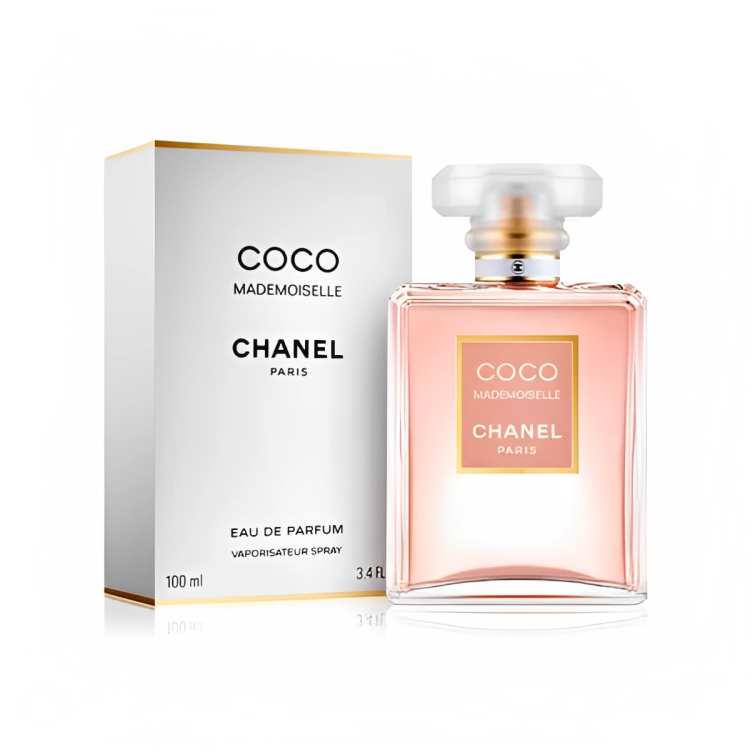 COCO
MADEMOISELLE
CHANEL
PARIS
EAU DE PARFUM
VAPORISATEUR SPRAY
100 ml
3.4 FL
COCO
MADEMOISELLE
CHANEL
PARIS